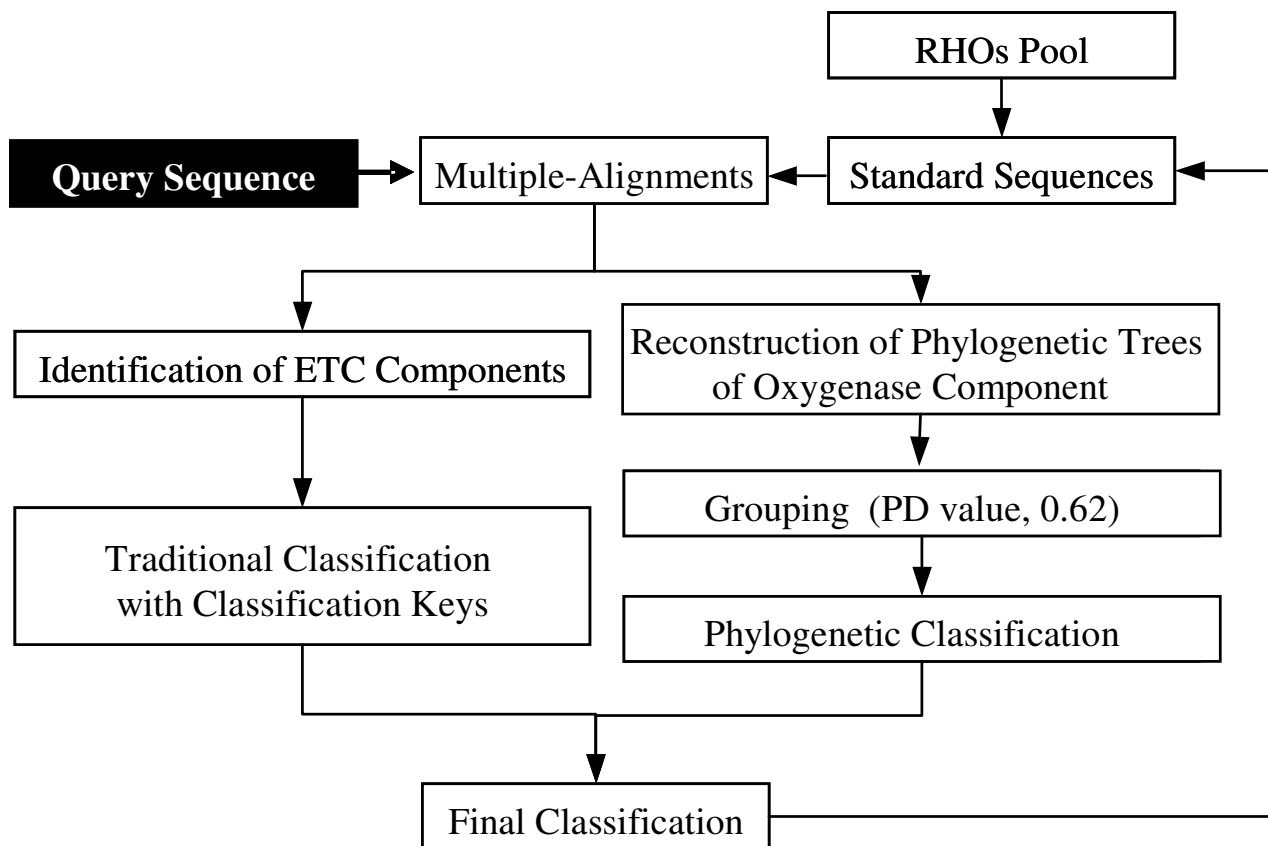 RHOs Pool
Query Sequence
Multiple-Alignments
Standard Sequences
Identification of ETC Components
Reconstruction of Phylogenetic Trees
of Oxygenase Component
Grouping (PD value, 0.62)
Traditional Classification
with Classification Keys
Phylogenetic Classification
Final Classification